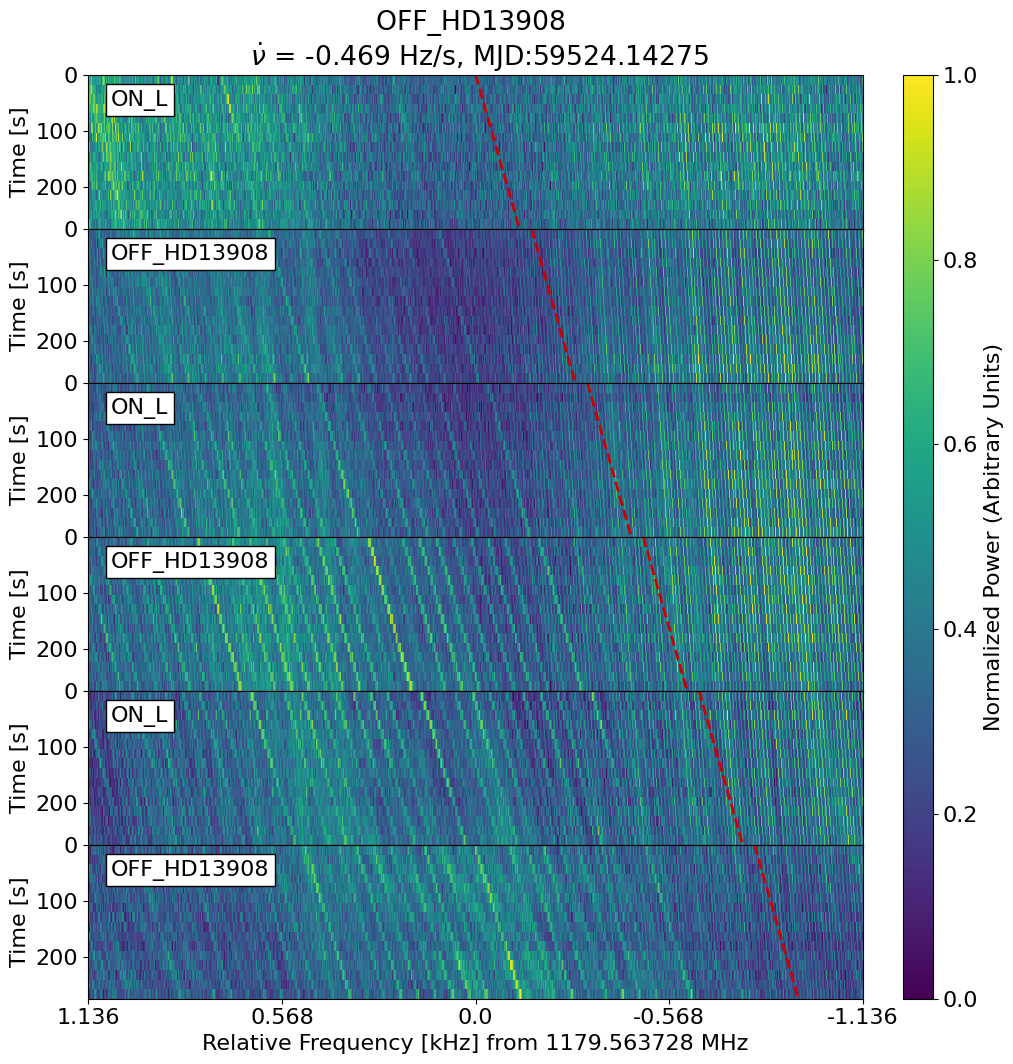 OFF_HD13908
ν̇ = -0.469 Hz/s, MJD:59524.14275
0
100
200
Time [s]
ON_L
0
100
200
Time [s]
OFF_HD13908
0
100
200
Time [s]
ON_L
0
100
200
Time [s]
OFF_HD13908
0
100
200
Time [s]
ON_L
0
100
200
Time [s]
OFF_HD13908
1.136 0.568 0.0 -0.568 -1.136
Relative Frequency [kHz] from 1179.563728 MHz
1.0
0.8
0.6
0.4
0.2
0.0
Normalized Power (Arbitrary Units)